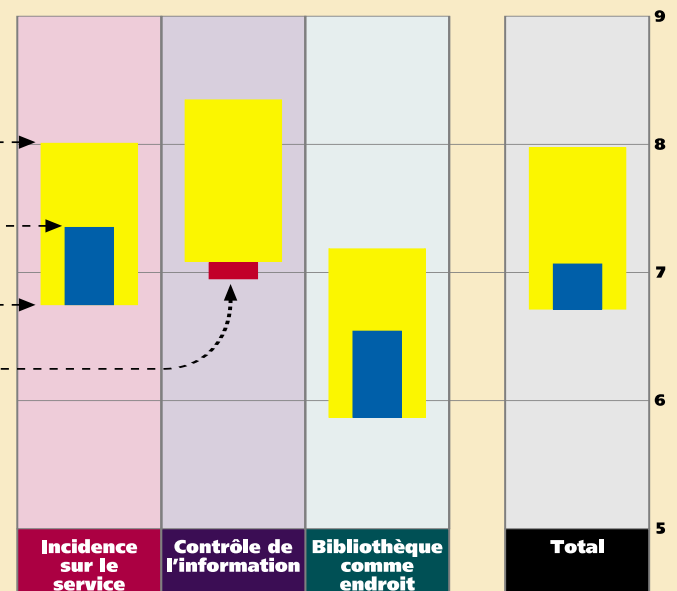 9
8
7
6
5
Incidence
sur le
service
Contrôle de
l'information
Bibliothèque
comme
endroit
Total